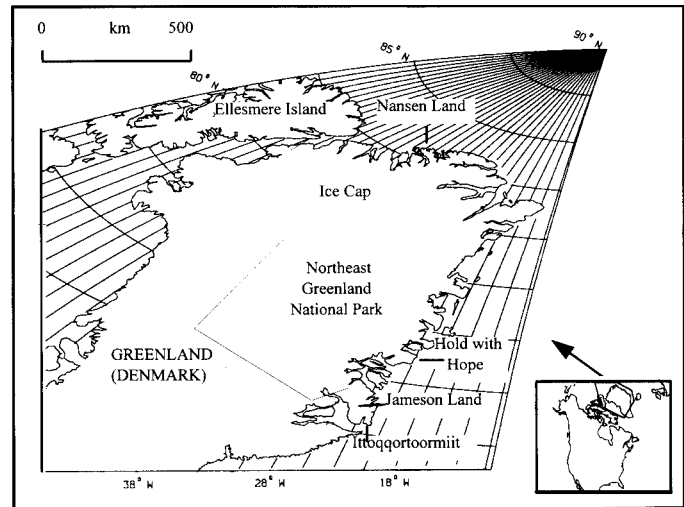 0 km 500
90° N
85° N
80° N
Ellesmere Island
Nansen Land
Ice Cap
Northeast
Greenland
National Park
GREENLAND
(DENMARK)
Hold with
Hope
Jameson Land
Ittoqqortoormiit
38° W
28° W
18° W